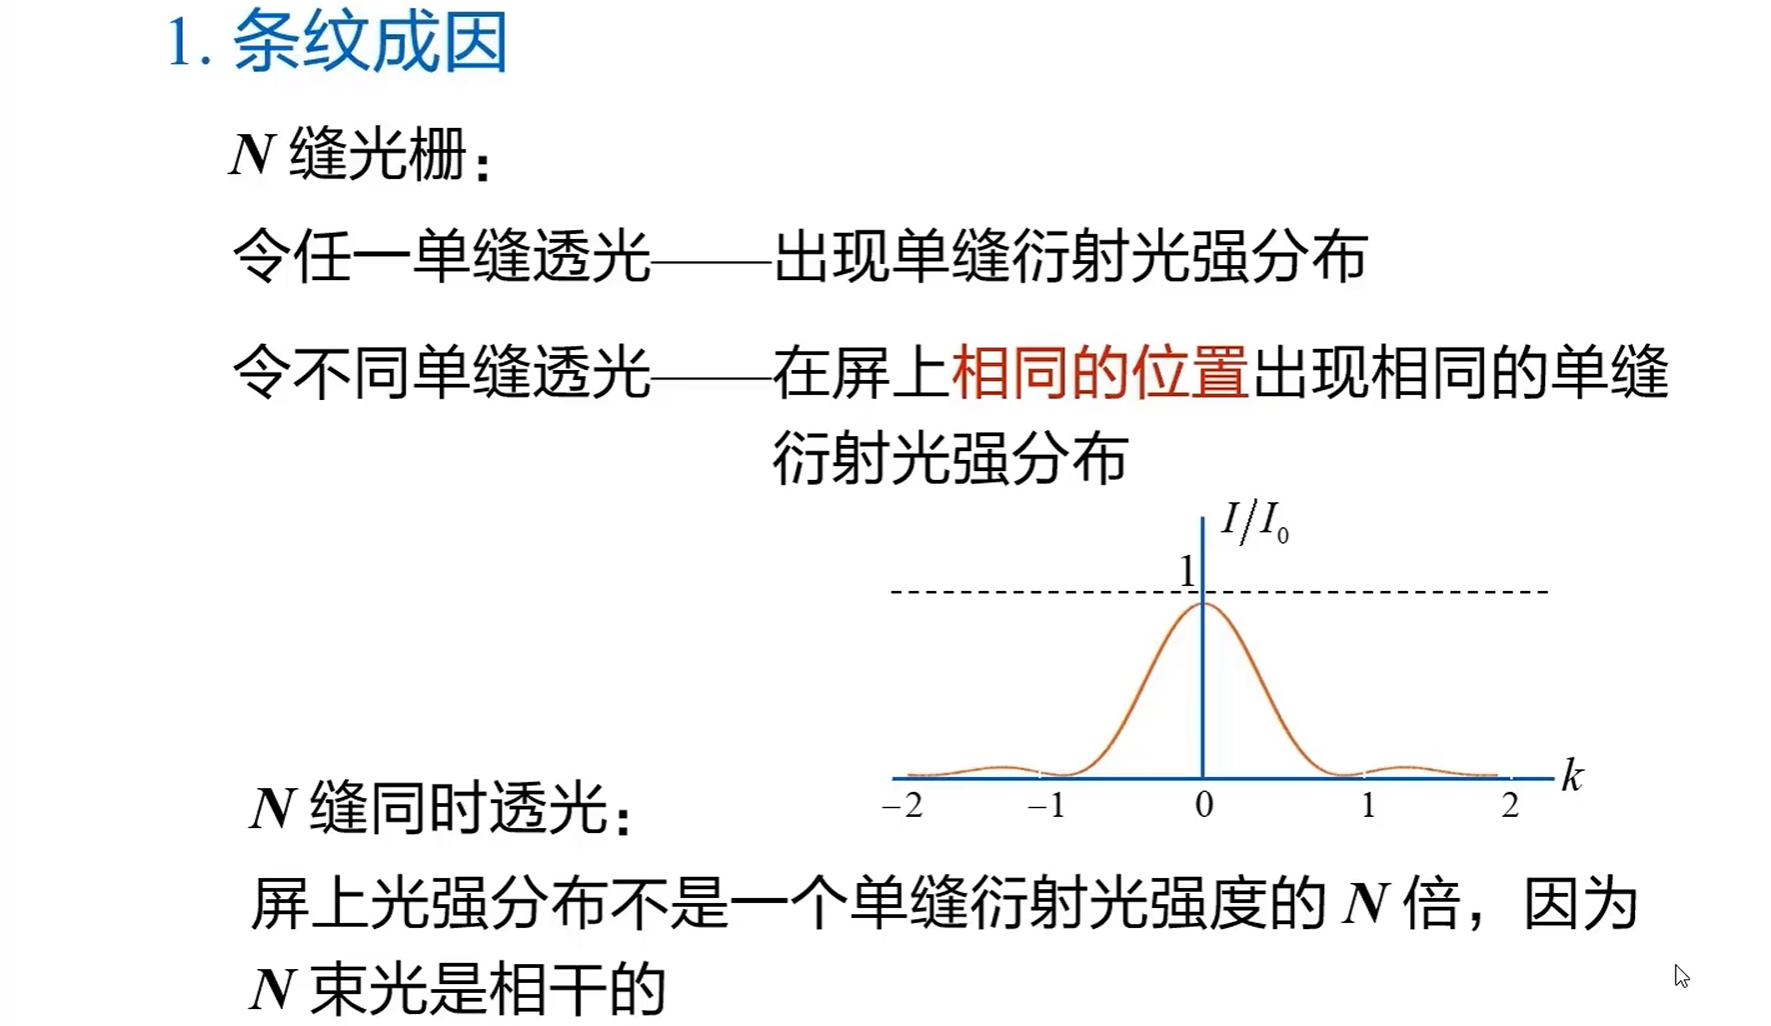 1. 条纹成因
N 缝光栅：
令任一单缝透光——出现单缝衍射光强分布
令不同单缝透光——在屏上相同的位置出现相同的单缝
衍射光强分布
I/I₀
1
k
−2 −1 0 1 2
N 缝同时透光：
屏上光强分布不是一个单缝衍射光强度的 N 倍，因为
N 束光是相干的